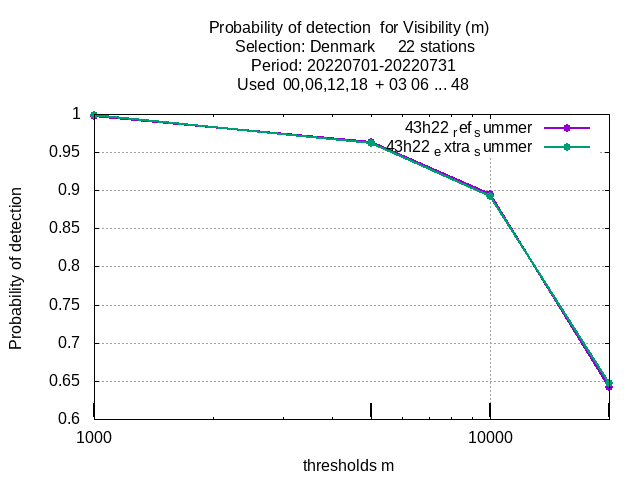 Probability of detection for Visibility (m)
Selection: Denmark 22 stations
Period: 20220701-20220731
Used 00,06,12,18 + 03 06 ... 48
43h22 ref summer
43h22 extra summer
1
0.95
0.9
0.85
0.8
0.75
0.7
0.65
0.6
Probability of detection
1000
10000
thresholds m